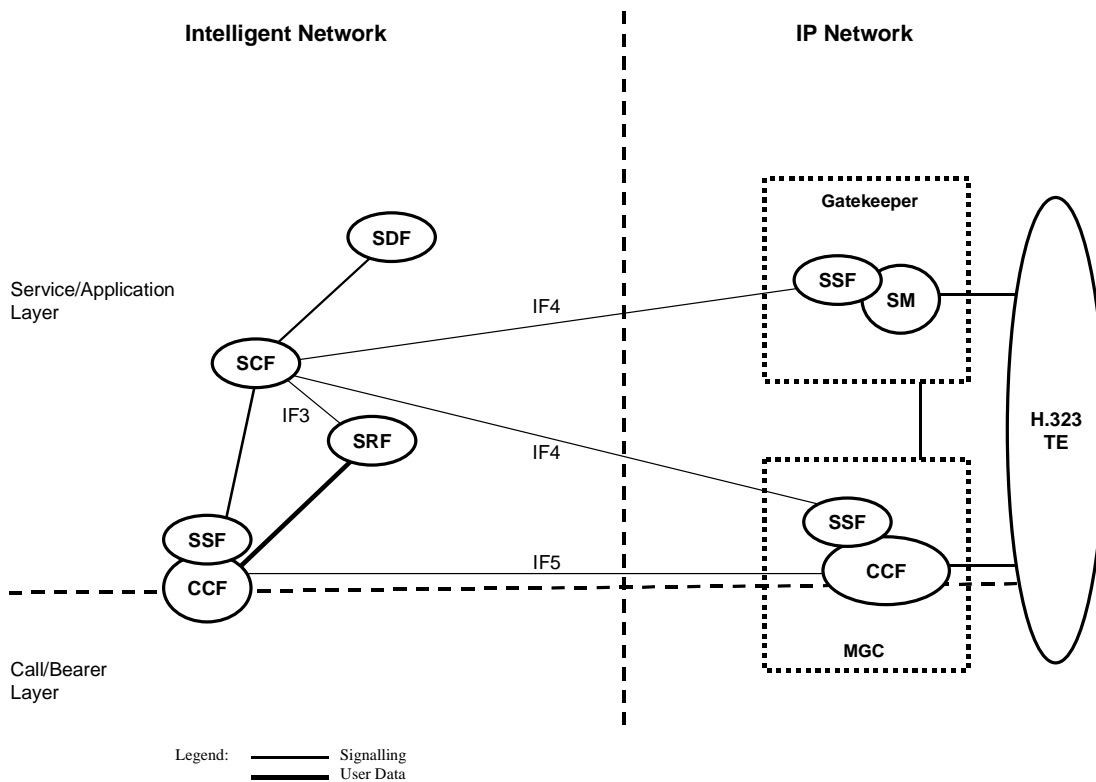 Intelligent Network
IP Network
Gatekeeper
SDF
Service/Application
Layer
IF4
SSF
SM
SCF
IF3
SRF
IF4
H.323
TE
SSF
SSF
IF5
CCF
CCF
MGC
Call/Bearer
Layer
Legend:
Signalling
User Data